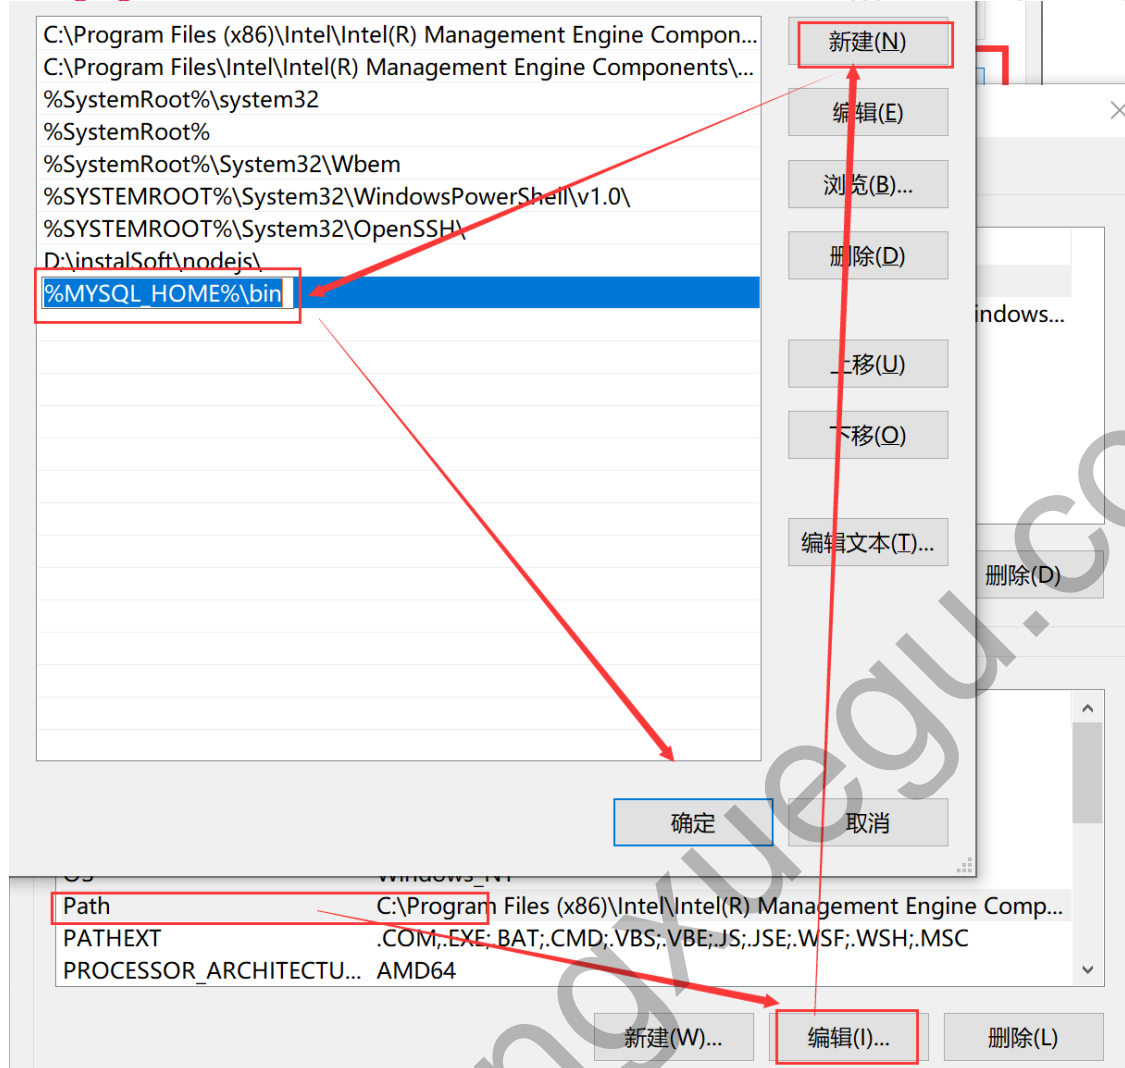 C:\Program Files (x86)\Intel\Intel(R) Management Engine Compon...
C:\Program Files\Intel\Intel(R) Management Engine Components\...
%SystemRoot%\system32
%SystemRoot%
%SystemRoot%\System32\Wbem
%SYSTEMROOT%\System32\WindowsPowerShell\v1.0\
%SYSTEMROOT%\System32\OpenSSH\
D:\instalSoft\nodejs\
%MYSQL_HOME%\bin
新建(N)
编辑(E)
浏览(B)...
删除(D)
上移(U)
下移(O)
编辑文本(T)...
确定
取消
indows...
删除(D)
OS Windows_NT
Path C:\Program Files (x86)\Intel\Intel(R) Management Engine Comp...
PATHEXT .COM;.EXE;.BAT;.CMD;.VBS;.VBE;.JS;.JSE;.WSF;.WSH;.MSC
PROCESSOR_ARCHITECTU... AMD64
新建(W)...
编辑(I)...
删除(L)
ngxuegu.co